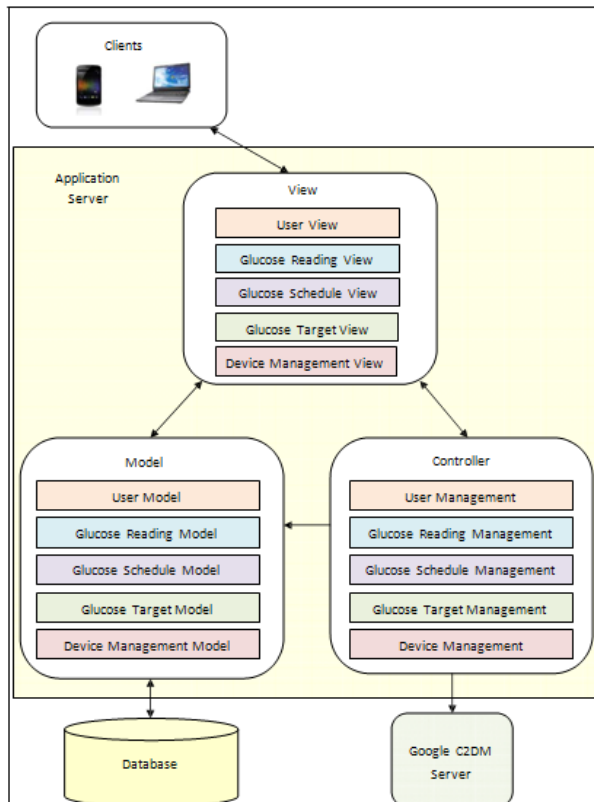 Clients
Application
Server
View
User View
Glucose Reading View
Glucose Schedule View
Glucose Target View
Device Management View
Model
User Model
Glucose Reading Model
Glucose Schedule Model
Glucose Target Model
Device Management Model
Controller
User Management
Glucose Reading Management
Glucose Schedule Management
Glucose Target Management
Device Management
Database
Google C2DM
Server